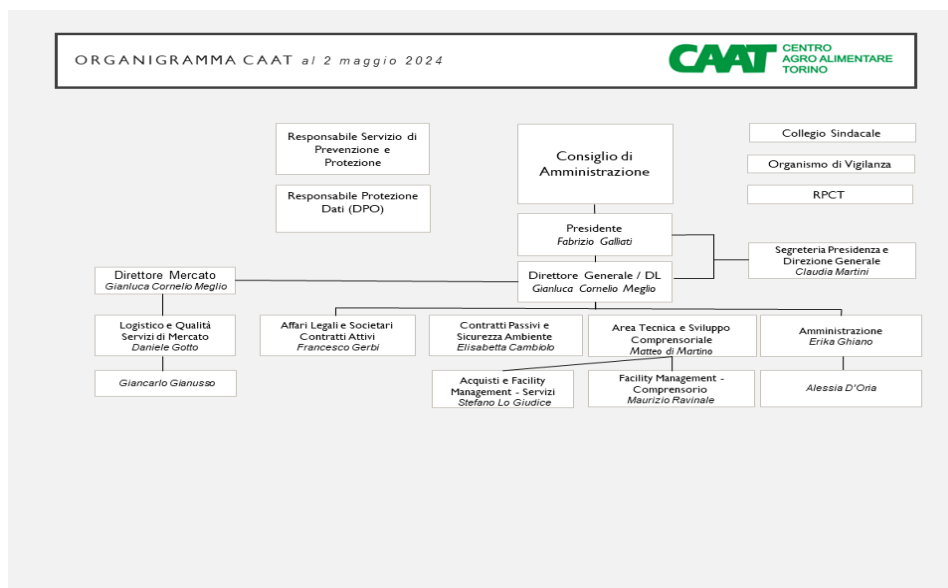 ORGANIGRAMMA CAAT al 2 maggio 2024
CAAT
CENTRO
AGRO ALIMENTARE
TORINO
Responsabile Servizio di
Prevenzione e
Protezione
Responsabile Protezione
Dati (DPO)
Consiglio di
Amministrazione
Collegio Sindacale
Organismo di Vigilanza
RPCT
Presidente
Fabrizio Galliati
Segreteria Presidenza e
Direzione Generale
Claudia Martini
Direttore Mercato
Gianluca Cornelio Meglio
Direttore Generale / DL
Gianluca Cornelio Meglio
Logistico e Qualità
Servizi di Mercato
Daniele Gotto
Affari Legali e Societari
Contratti Attivi
Francesco Gerbi
Contratti Passivi e
Sicurezza Ambiente
Elisabetta Cambiolo
Area Tecnica e Sviluppo
Comprensoriale
Matteo di Martino
Amministrazione
Erika Ghiano
Giancarlo Gianusso
Acquisti e Facility
Management - Servizi
Stefano Lo Giudice
Facility Management -
Comprensorio
Maurizio Ravinale
Alessia D'Oria